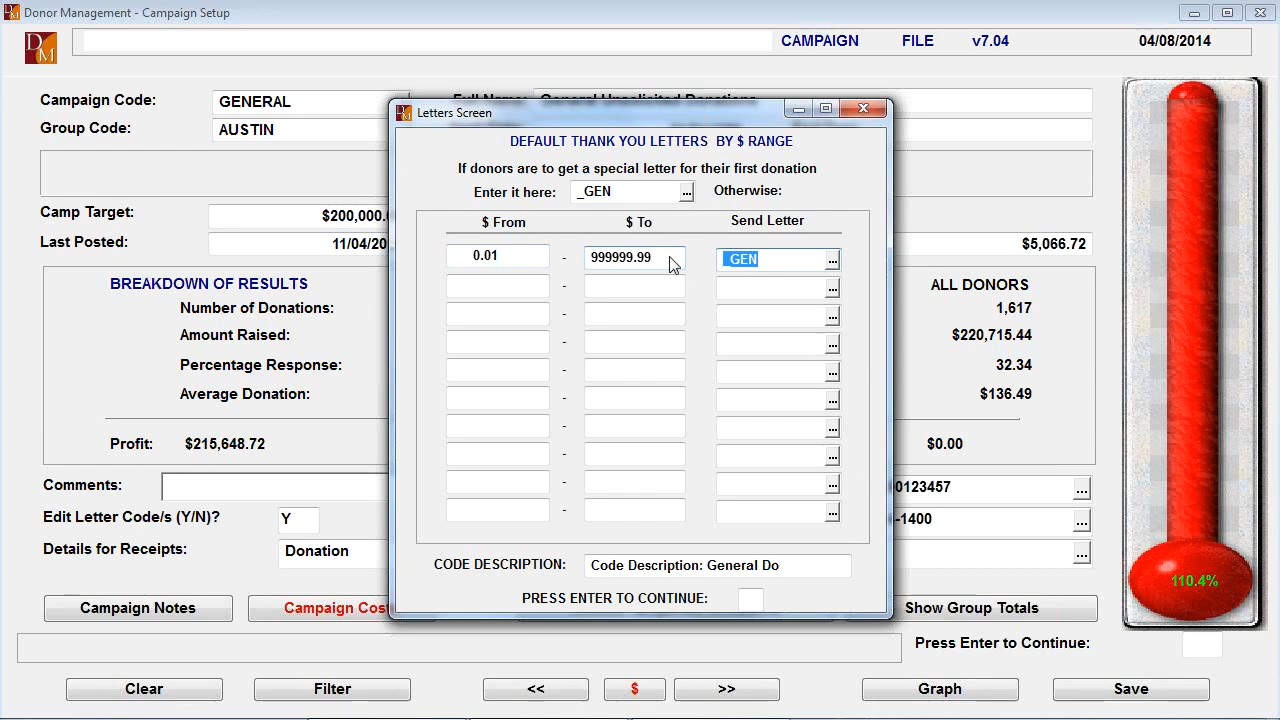 Donor Management - Campaign Setup
DM
CAMPAIGN FILE v7.04 04/08/2014
Campaign Code: GENERAL
Group Code: AUSTIN
Camp Target: $200,000.
Last Posted: 11/04/20
$5,066.72
BREAKDOWN OF RESULTS
ALL DONORS
Number of Donations: 1,617
Amount Raised: $220,715.44
Percentage Response: 32.34
Average Donation: $136.49
Profit: $215,648.72
$0.00
Comments:
0123457 ...
Edit Letter Code/s (Y/N)? Y
-1400 ...
Details for Receipts: Donation
...
Campaign Notes
Campaign Cos
Show Group Totals
Press Enter to Continue:
Clear
Filter
<<
$
>>
Graph
Save
110.4%
Letters Screen
DEFAULT THANK YOU LETTERS BY $ RANGE
If donors are to get a special letter for their first donation
Enter it here: _GEN ... Otherwise:
$ From $ To Send Letter
0.01 - 999999.99 _GEN ...
- ...
- ...
- ...
- ...
- ...
- ...
- ...
- ...
- ...
CODE DESCRIPTION: Code Description: General Do
PRESS ENTER TO CONTINUE: